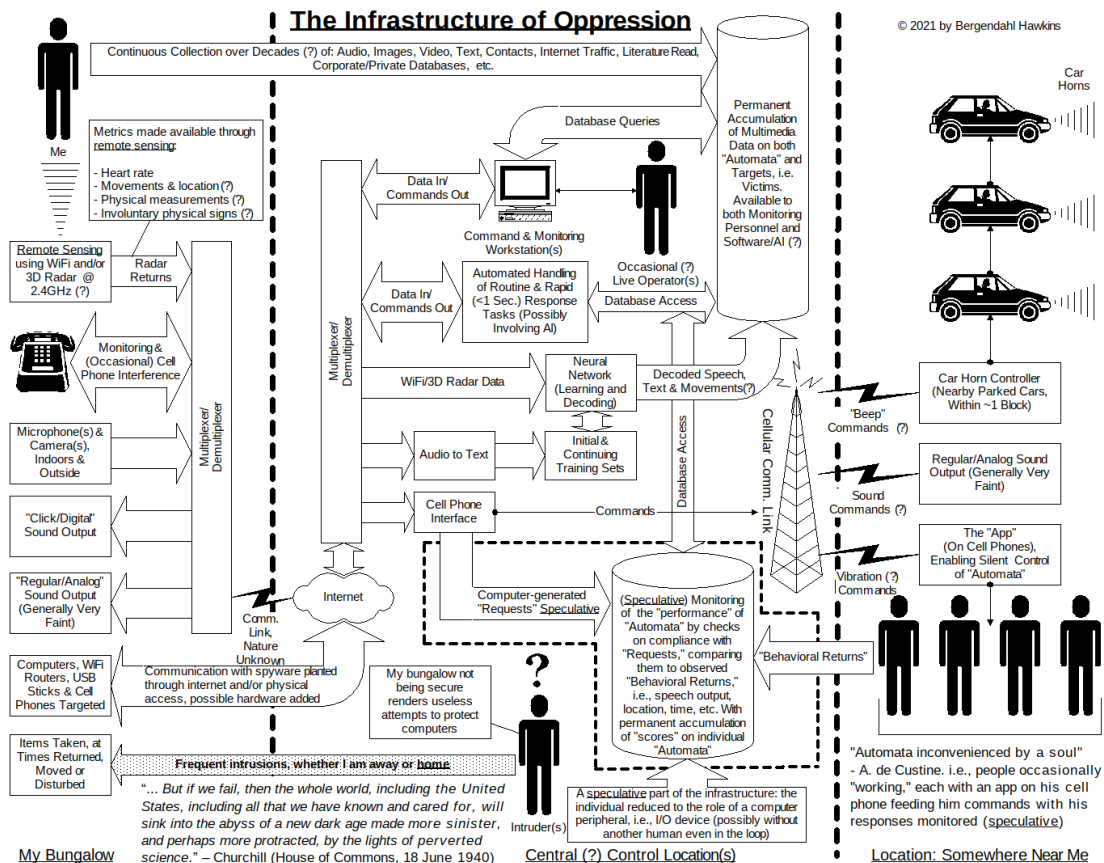 The Infrastructure of Oppression
© 2021 by Bergendahl Hawkins
Continuous Collection over Decades (?) of: Audio, Images, Video, Text, Contacts, Internet Traffic, Literature Read,
Corporate/Private Databases, etc.
Me
Metrics made available through
remote sensing:
- Heart rate
- Movements & location (?)
- Physical measurements (?)
- Involuntary physical signs (?)
Remote Sensing
using WiFi and/or
3D Radar @
2.4GHz (?)
Radar
Returns
Monitoring &
(Occasional) Cell
Phone Interference
Microphone(s) &
Camera(s),
Indoors &
Outside
Multiplexer/
Demultiplexer
"Click/Digital"
Sound Output
"Regular/Analog"
Sound Output
(Generally Very
Faint)
Comm.
Link,
Nature
Unknown
Computers, WiFi
Routers, USB
Sticks & Cell
Phones Targeted
Communication with spyware planted
through internet and/or physical
access, possible hardware added
Items Taken, at
Times Returned,
Moved or
Disturbed
Frequent intrusions, whether I am away or home
My Bungalow
"... But if we fail, then the whole world, including the United
States, including all that we have known and cared for, will
sink into the abyss of a new dark age made more sinister,
and perhaps more protracted, by the lights of perverted
science." – Churchill (House of Commons, 18 June 1940)
Database Queries
Data In/
Commands Out
Command & Monitoring
Workstation(s)
Occasional (?)
Live Operator(s)
Permanent
Accumulation
of Multimedia
Data on both
"Automata" and
Targets, i.e.
Victims.
Available to
both Monitoring
Personnel and
Software/AI (?)
Multiplexer/
Demultiplexer
Data In/
Commands Out
Automated Handling
of Routine & Rapid
(<1 Sec.) Response
Tasks (Possibly
Involving AI)
Database Access
WiFi/3D Radar Data
Neural
Network
(Learning and
Decoding)
Decoded Speech,
Text & Movements(?)
Audio to Text
Initial &
Continuing
Training Sets
Database Access
Cell Phone
Interface
Commands
Cellular Comm. Link
Internet
Computer-generated
"Requests" Speculative
(Speculative) Monitoring
of the "performance" of
"Automata" by checks
on compliance with
"Requests," comparing
them to observed
"Behavioral Returns,"
i.e., speech output,
location, time, etc. With
permanent accumulation
of "scores" on individual
"Automata"
"Behavioral Returns"
My bungalow not
being secure
renders useless
attempts to protect
computers
?
Intruder(s)
A speculative part of the infrastructure: the
individual reduced to the role of a computer
peripheral, i.e., I/O device (possibly without
another human even in the loop)
Central (?) Control Location(s)
Car
Horns
Car Horn Controller
(Nearby Parked Cars,
Within ~1 Block)
"Beep"
Commands (?)
Regular/Analog Sound
Output (Generally Very
Faint)
Sound
Commands (?)
The "App"
(On Cell Phones),
Enabling Silent Control
of "Automata"
Vibration (?)
Commands
"Automata inconvenienced by a soul"
- A. de Custine. i.e., people occasionally
"working," each with an app on his cell
phone feeding him commands with his
responses monitored (speculative)
Location: Somewhere Near Me